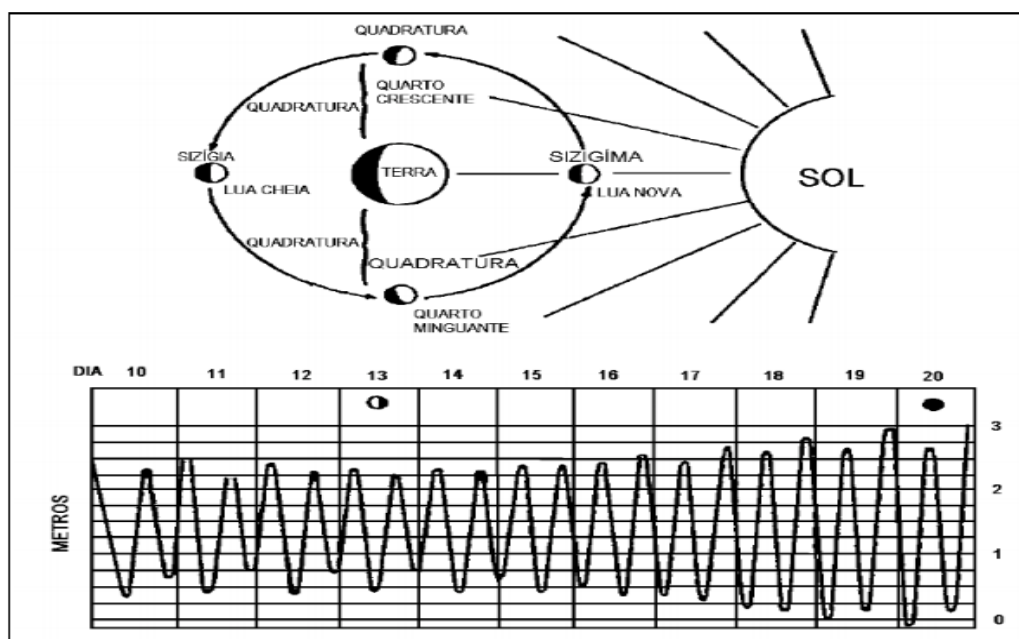 QUADRATURA
QUARTO
CRESCENTE
QUADRATURA
SIZÍGIA
TERRA
SIZIGÍMA
SOL
LUA CHEIA
LUA NOVA
QUADRATURA
QUADRATURA
QUARTO
MINGUANTE
DIA 10 11 12 13 14 15 16 17 18 19 20
METROS
3
2
1
0